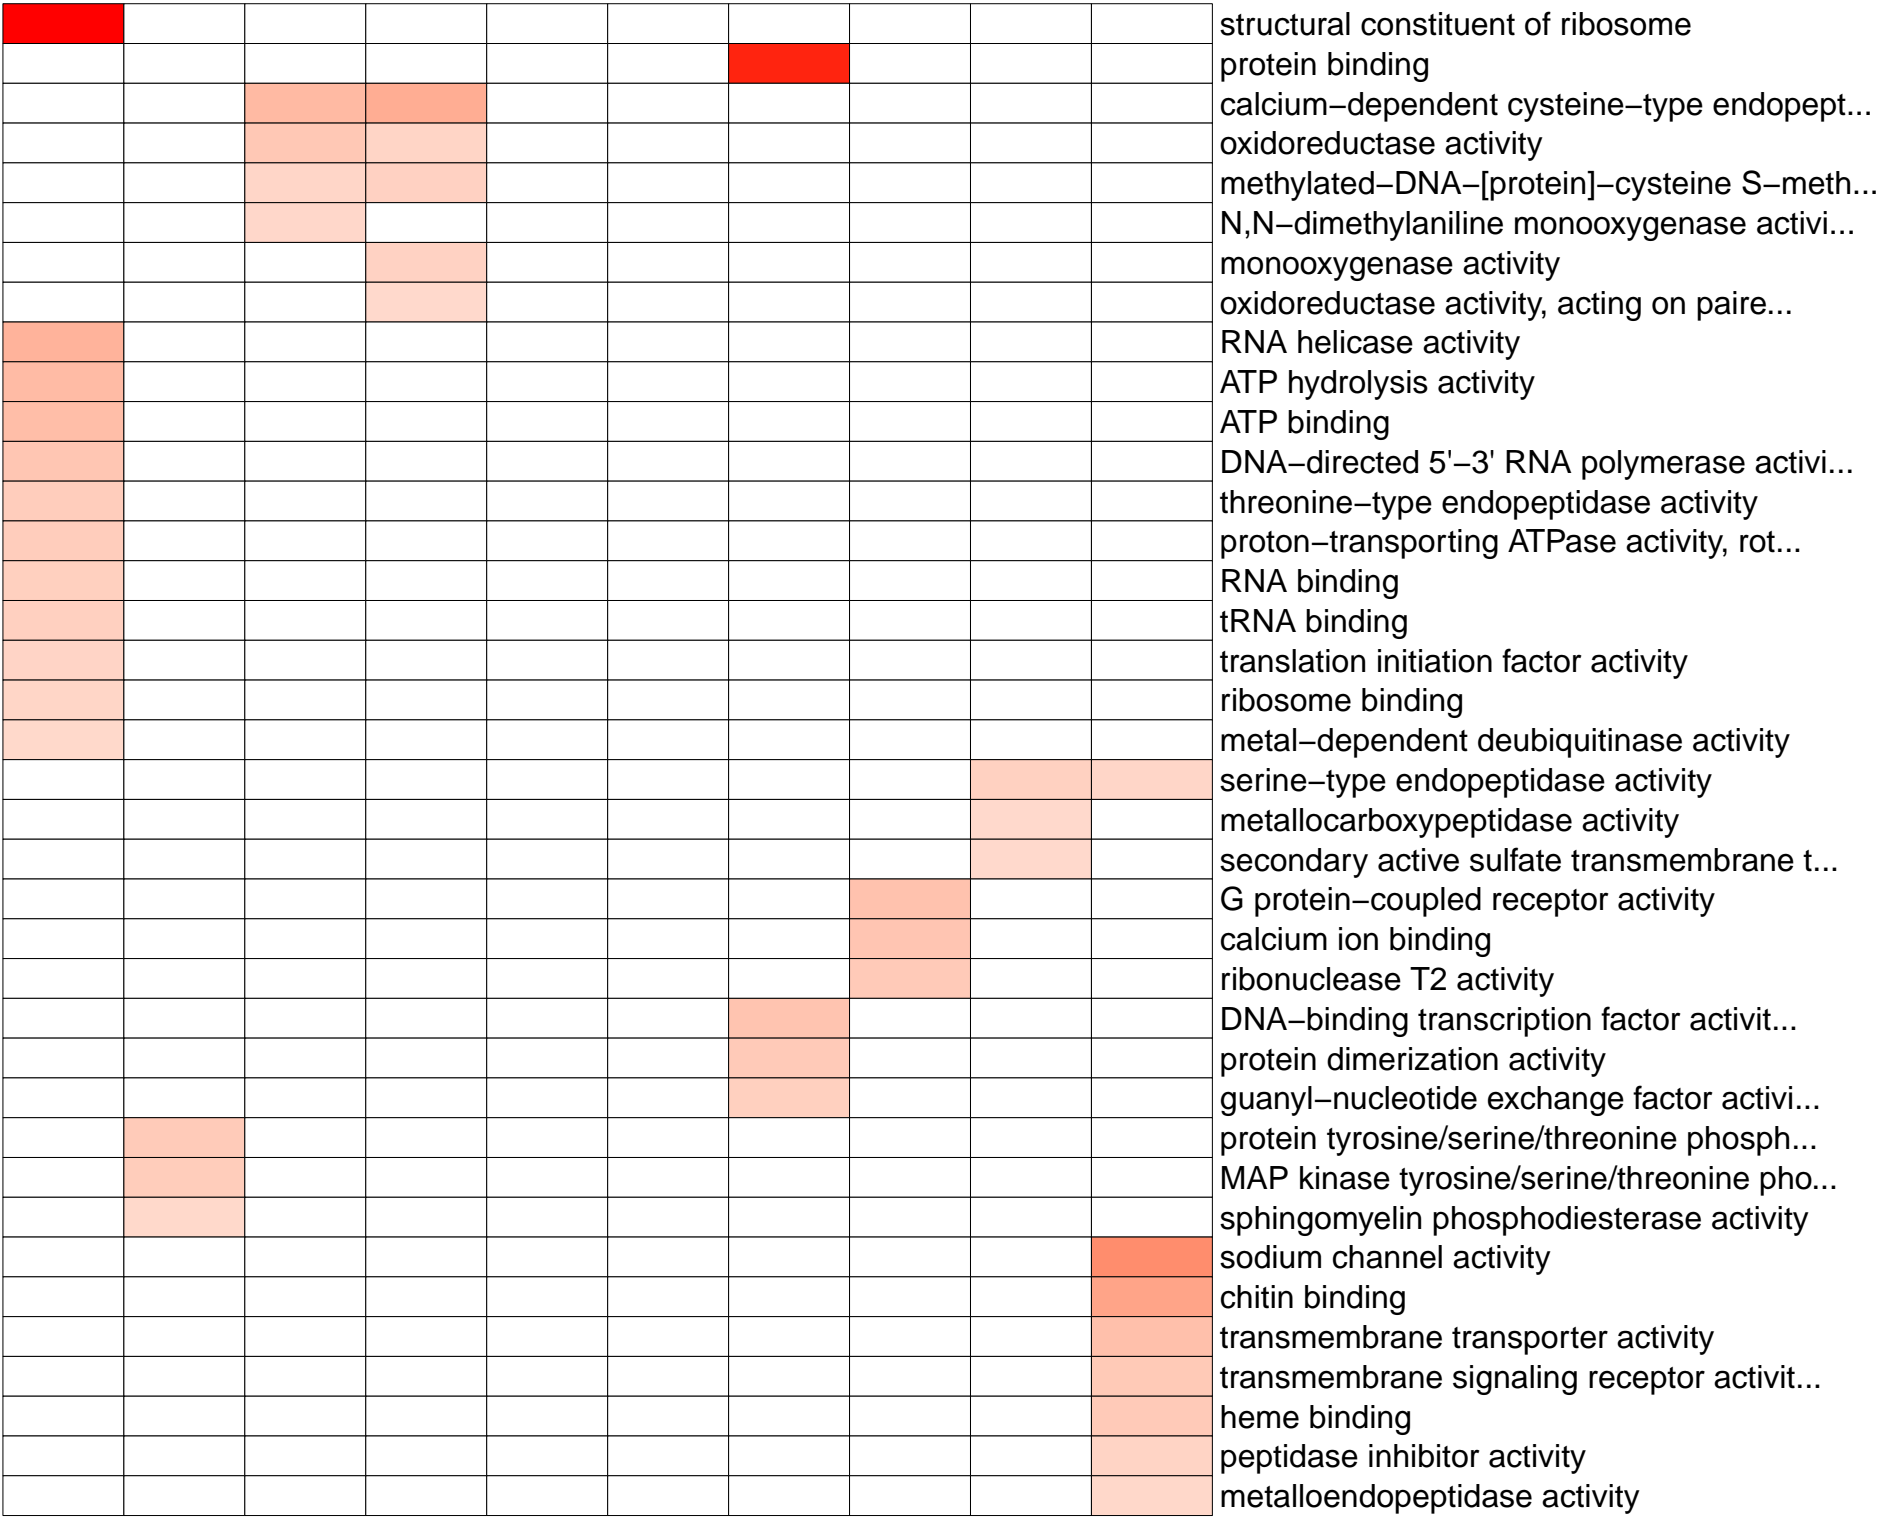 structural constituent of ribosome
protein binding
calcium−dependent cysteine−type endopept...
oxidoreductase activity
methylated−DNA−[protein]−cysteine S−meth...
N,N−dimethylaniline monooxygenase activi...
monooxygenase activity
oxidoreductase activity, acting on paire...
RNA helicase activity
ATP hydrolysis activity
ATP binding
DNA−directed 5'−3' RNA polymerase activi...
threonine−type endopeptidase activity
proton−transporting ATPase activity, rot...
RNA binding
tRNA binding
translation initiation factor activity
ribosome binding
metal−dependent deubiquitinase activity
serine−type endopeptidase activity
metallocarboxypeptidase activity
secondary active sulfate transmembrane t...
G protein−coupled receptor activity
calcium ion binding
ribonuclease T2 activity
DNA−binding transcription factor activit...
protein dimerization activity
guanyl−nucleotide exchange factor activi...
protein tyrosine/serine/threonine phosph...
MAP kinase tyrosine/serine/threonine pho...
sphingomyelin phosphodiesterase activity
sodium channel activity
chitin binding
transmembrane transporter activity
transmembrane signaling receptor activit...
heme binding
peptidase inhibitor activity
metalloendopeptidase activity